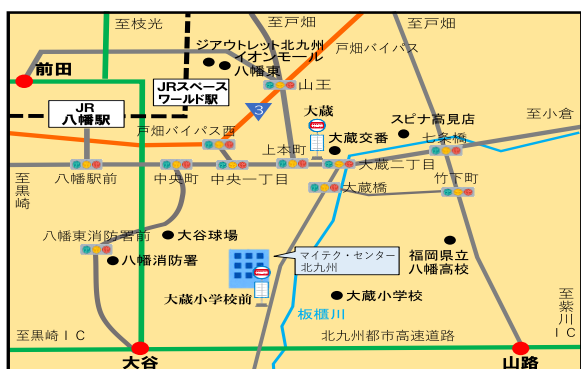 至枝光
至戸畑
至戸畑
戸畑バイパス
ジアウトレット北九州
イオンモール
八幡東
前田
JRスペース
ワールド駅
山王
3
大蔵
スピナ高見店
至小倉
JR
八幡駅
戸畑バイパス西
大蔵交番
七条橋
上本町
大蔵二丁目
至黒崎
八幡駅前
中央町
中央一丁目
大蔵橋
竹下町
八幡東消防署前
大谷球場
八幡消防署
マイテク・センター
北九州
福岡県立
八幡高校
大蔵小学校前
大蔵小学校
板櫃川
至紫川IC
至黒崎IC
北九州都市高速道路
大谷
山路